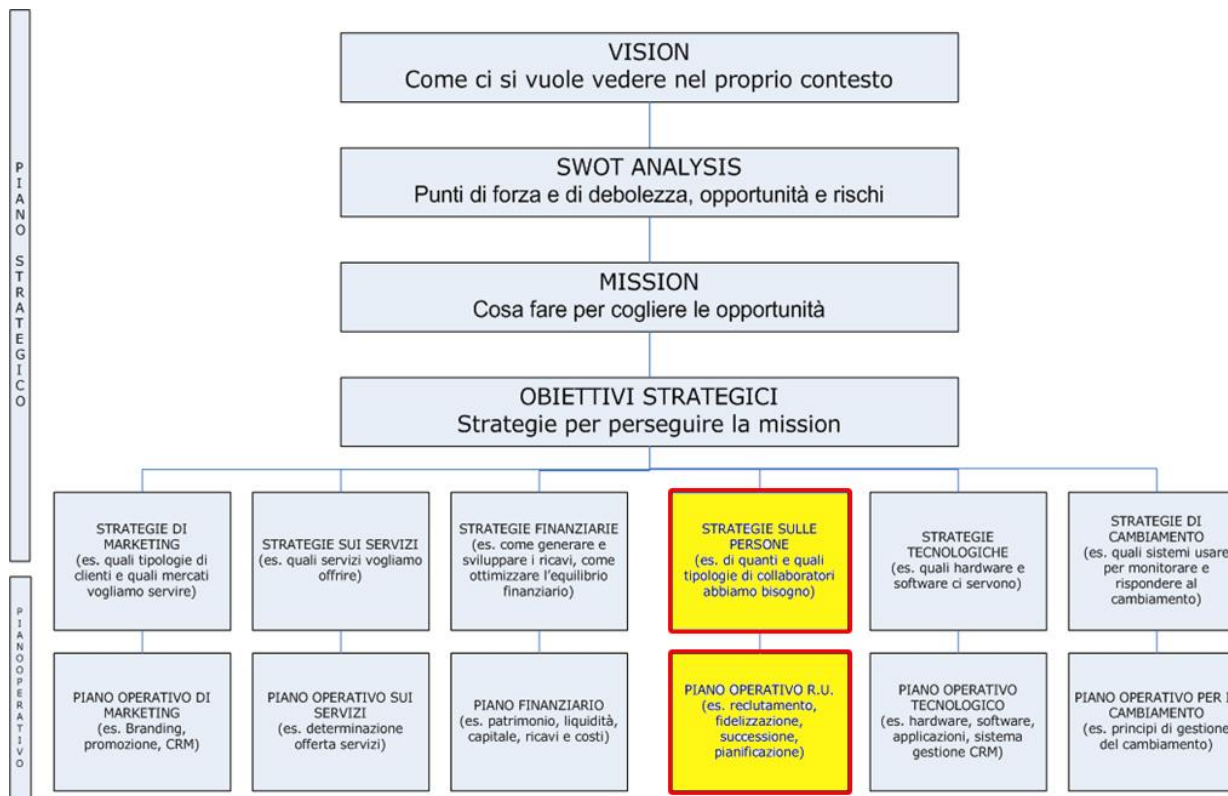 PIANO STRATEGICO
VISION
Come ci si vuole vedere nel proprio contesto
SWOT ANALYSIS
Punti di forza e di debolezza, opportunità e rischi
MISSION
Cosa fare per cogliere le opportunità
OBIETTIVI STRATEGICI
Strategie per perseguire la mission
STRATEGIE DI
MARKETING
(es. quali tipologie di
clienti e quali mercati
vogliamo servire)
STRATEGIE SUI SERVIZI
(es. quali servizi vogliamo
offrire)
STRATEGIE FINANZIARIE
(es. come generare e
sviluppare i ricavi, come
ottimizzare l'equilibrio
finanziario)
STRATEGIE SULLE
PERSONE
(es. di quanti e quali
tipologie di collaboratori
abbiamo bisogno)
STRATEGIE
TECNOLOGICHE
(es. quali hardware e
software ci servono)
STRATEGIE DI
CAMBIAMENTO
(es. quali sistemi usare
per monitorare e
rispondere al
cambiamento)
PIANO OPERATIVO
PIANO OPERATIVO DI
MARKETING
(es. Branding,
promozione, CRM)
PIANO OPERATIVO SUI
SERVIZI
(es. determinazione
offerta servizi)
PIANO FINANZIARIO
(es. patrimonio, liquidità,
capitale, ricavi e costi)
PIANO OPERATIVO R.U.
(es. reclutamento,
fidelizzazione,
successione,
pianificazione)
PIANO OPERATIVO
TECNOLOGICO
(es. hardware, software,
applicazioni, sistema
gestione CRM)
PIANO OPERATIVO PER I
CAMBIAMENTO
(es. principi di gestione
del cambiamento)